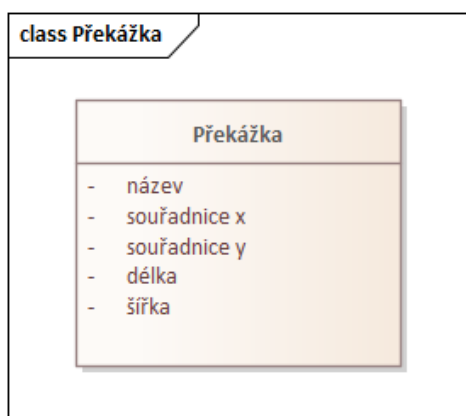 class Překážka
Překážka
- název
- souřadnice x
- souřadnice y
- délka
- šířka